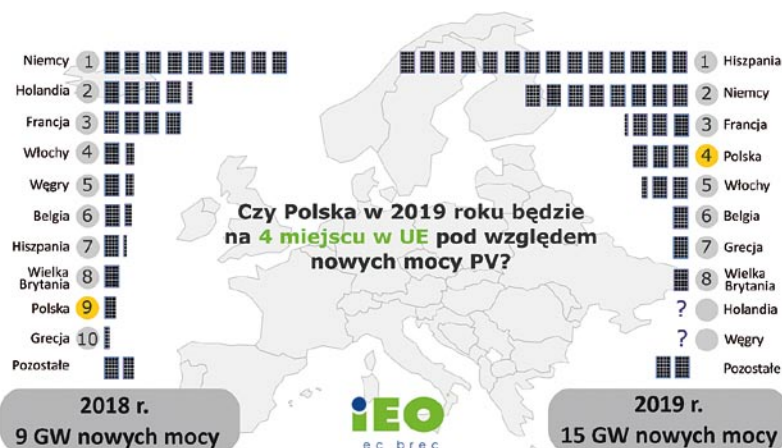 Niemcy 1
Holandia 2
Francja 3
Włochy 4
Węgry 5
Belgia 6
Hiszpania 7
Wielka
Brytania 8
Polska 9
Grecja 10
Pozostałe
2018 r.
9 GW nowych mocy
Czy Polska w 2019 roku będzie
na 4 miejscu w UE pod względem
nowych mocy PV?
iEO
ec brec
1 Hiszpania
2 Niemcy
3 Francja
4 Polska
5 Włochy
6 Belgia
7 Grecja
8 Wielka
Brytania
? Holandia
? Węgry
Pozostałe
2019 r.
15 GW nowych mocy